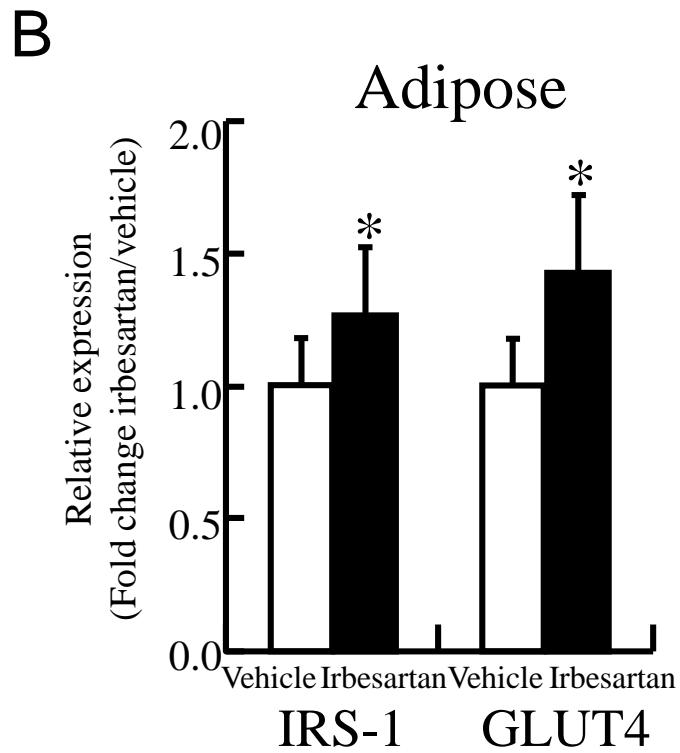 B
Adipose
Relative expression
(Fold change irbesartan/vehicle)
2.0
1.5
1.0
0.5
0.0
*
*
Vehicle Irbesartan Vehicle Irbesartan
IRS-1 GLUT4